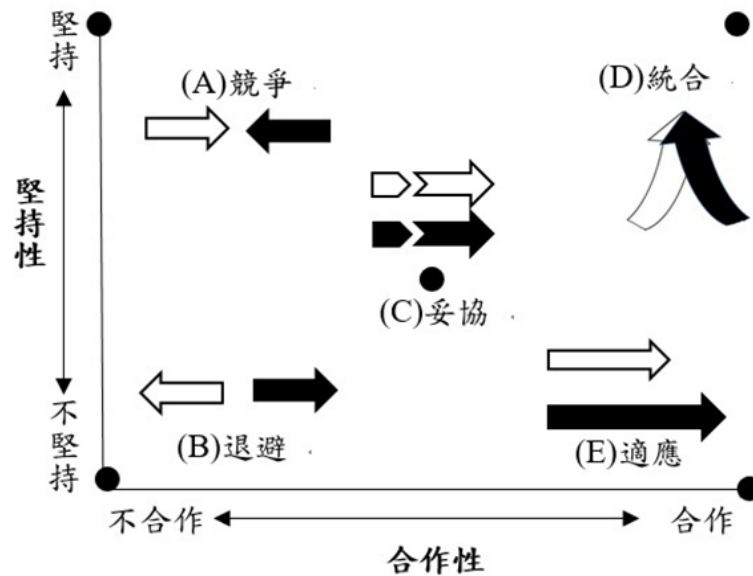 堅持
(A)競爭
(D)統合
堅持性
(C)妥協
不堅持
(B)退避
(E)適應
不合作
合作
合作性